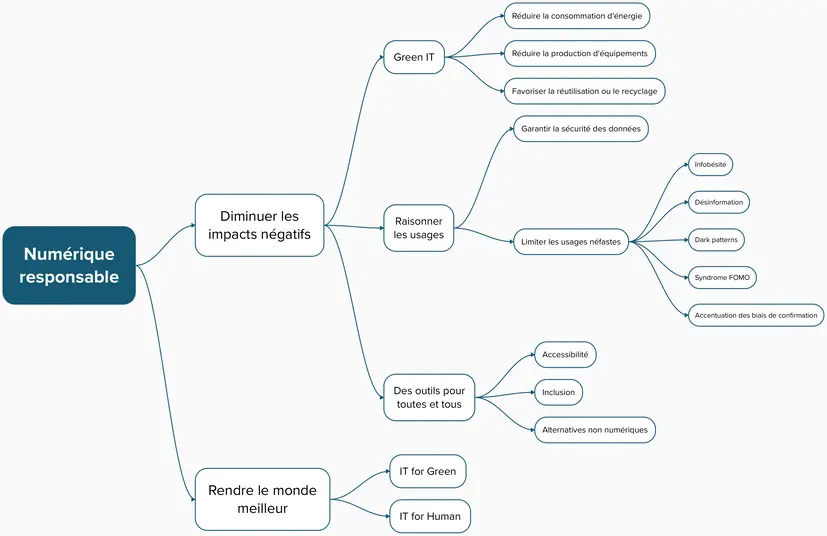 Numérique
responsable
Diminuer les
impacts négatifs
Green IT
Réduire la consommation d'énergie
Réduire la production d'équipements
Favoriser la réutilisation ou le recyclage
Raisonner
les usages
Garantir la sécurité des données
Limiter les usages néfastes
Infobésité
Désinformation
Dark patterns
Syndrome FOMO
Accentuation des biais de confirmation
Des outils pour
toutes et tous
Accessibilité
Inclusion
Alternatives non numériques
Rendre le monde
meilleur
IT for Green
IT for Human